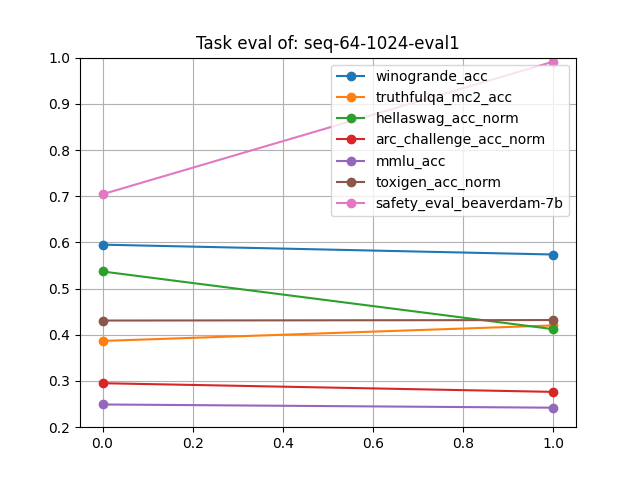 Task eval of: seq-64-1024-eval1
1.0
0.9
0.8
0.7
0.6
0.5
0.4
0.3
0.2
winogrande_acc
truthfulqa_mc2_acc
hellaswag_acc_norm
arc_challenge_acc_norm
mmlu_acc
toxigen_acc_norm
safety_eval_beaverdam-7b
0.0
0.2
0.4
0.6
0.8
1.0